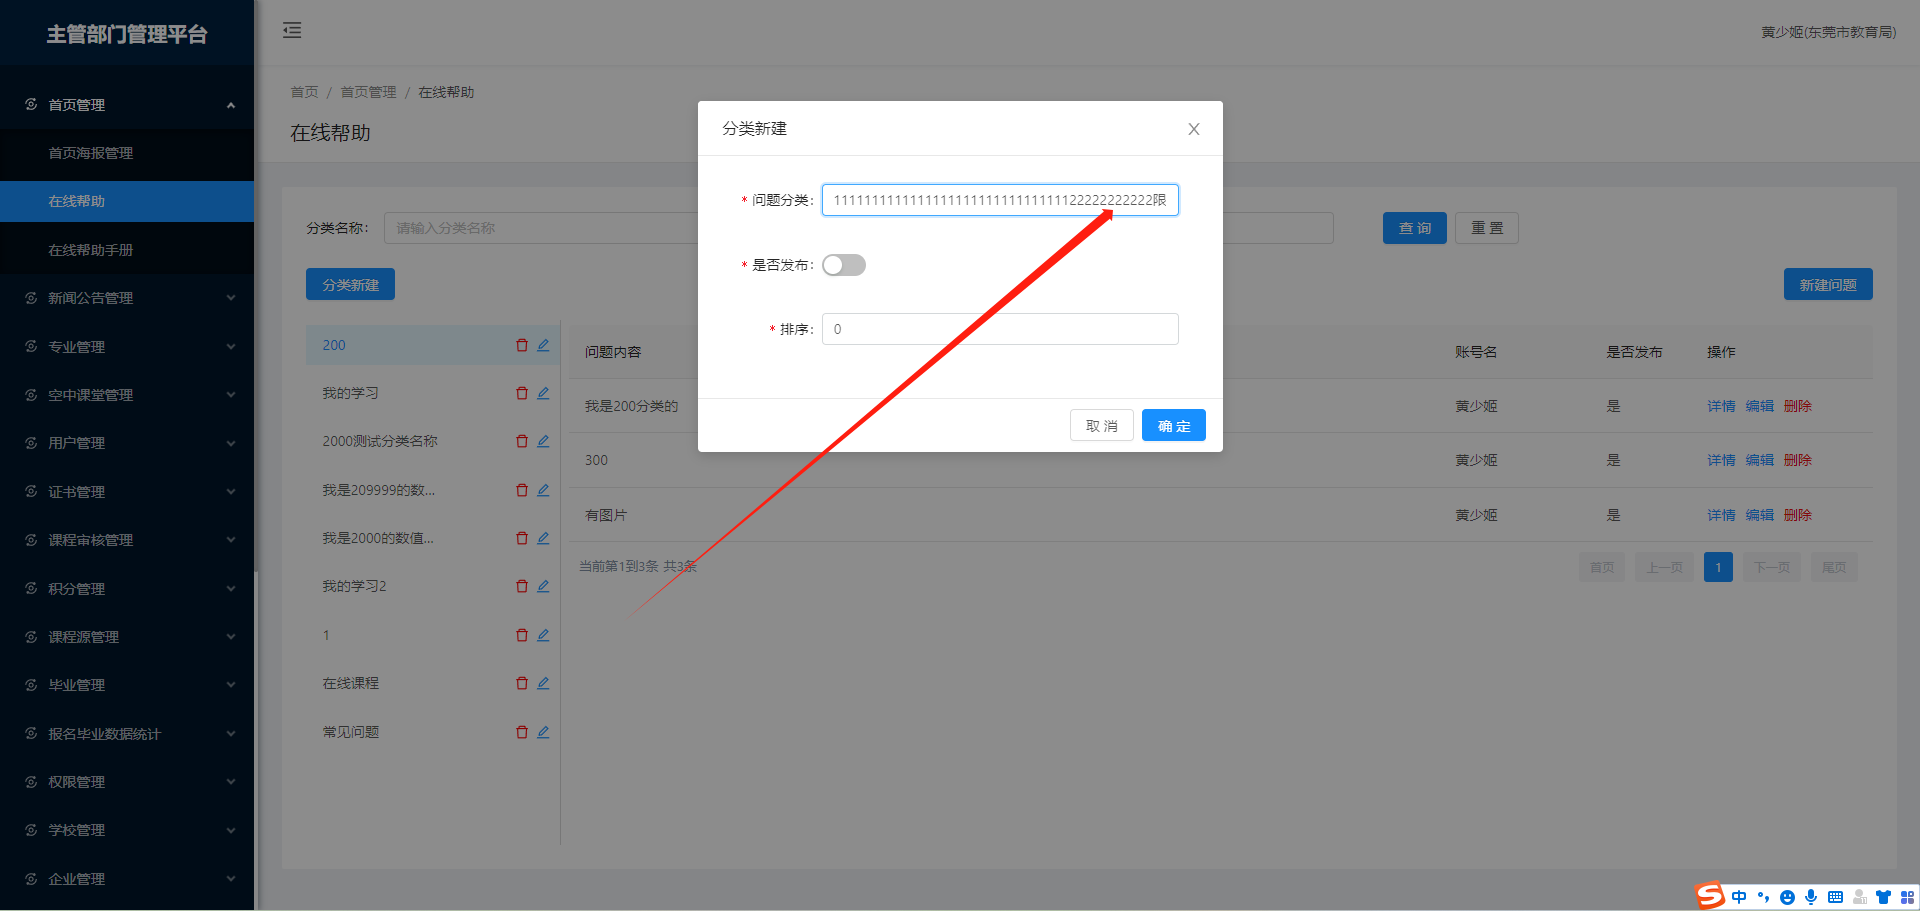 主管部门管理平台
黄少姬(东莞市教育局)
首页管理
首页海报管理
在线帮助
在线帮助手册
新闻公告管理
专业管理
空中课堂管理
用户管理
证书管理
课程审核管理
积分管理
课程源管理
毕业管理
报名毕业数据统计
权限管理
学校管理
企业管理
首页 / 首页管理 / 在线帮助
在线帮助
分类名称: 请输入分类名称
查 询 重 置
分类新建 新建问题
200
我的学习
2000测试分类名称
我是209999的数...
我是2000的数值...
我的学习2
1
在线课程
常见问题
问题内容 账号名 是否发布 操作
我是200分类的 黄少姬 是 详情 编辑 删除
300 黄少姬 是 详情 编辑 删除
有图片 黄少姬 是 详情 编辑 删除
当前第1到3条 共3条
首页 上一页 1 下一页 尾页
分类新建
* 问题分类: 1111111111111111111111111111111122222222222限
* 是否发布:
* 排序: 0
取 消 确 定
中